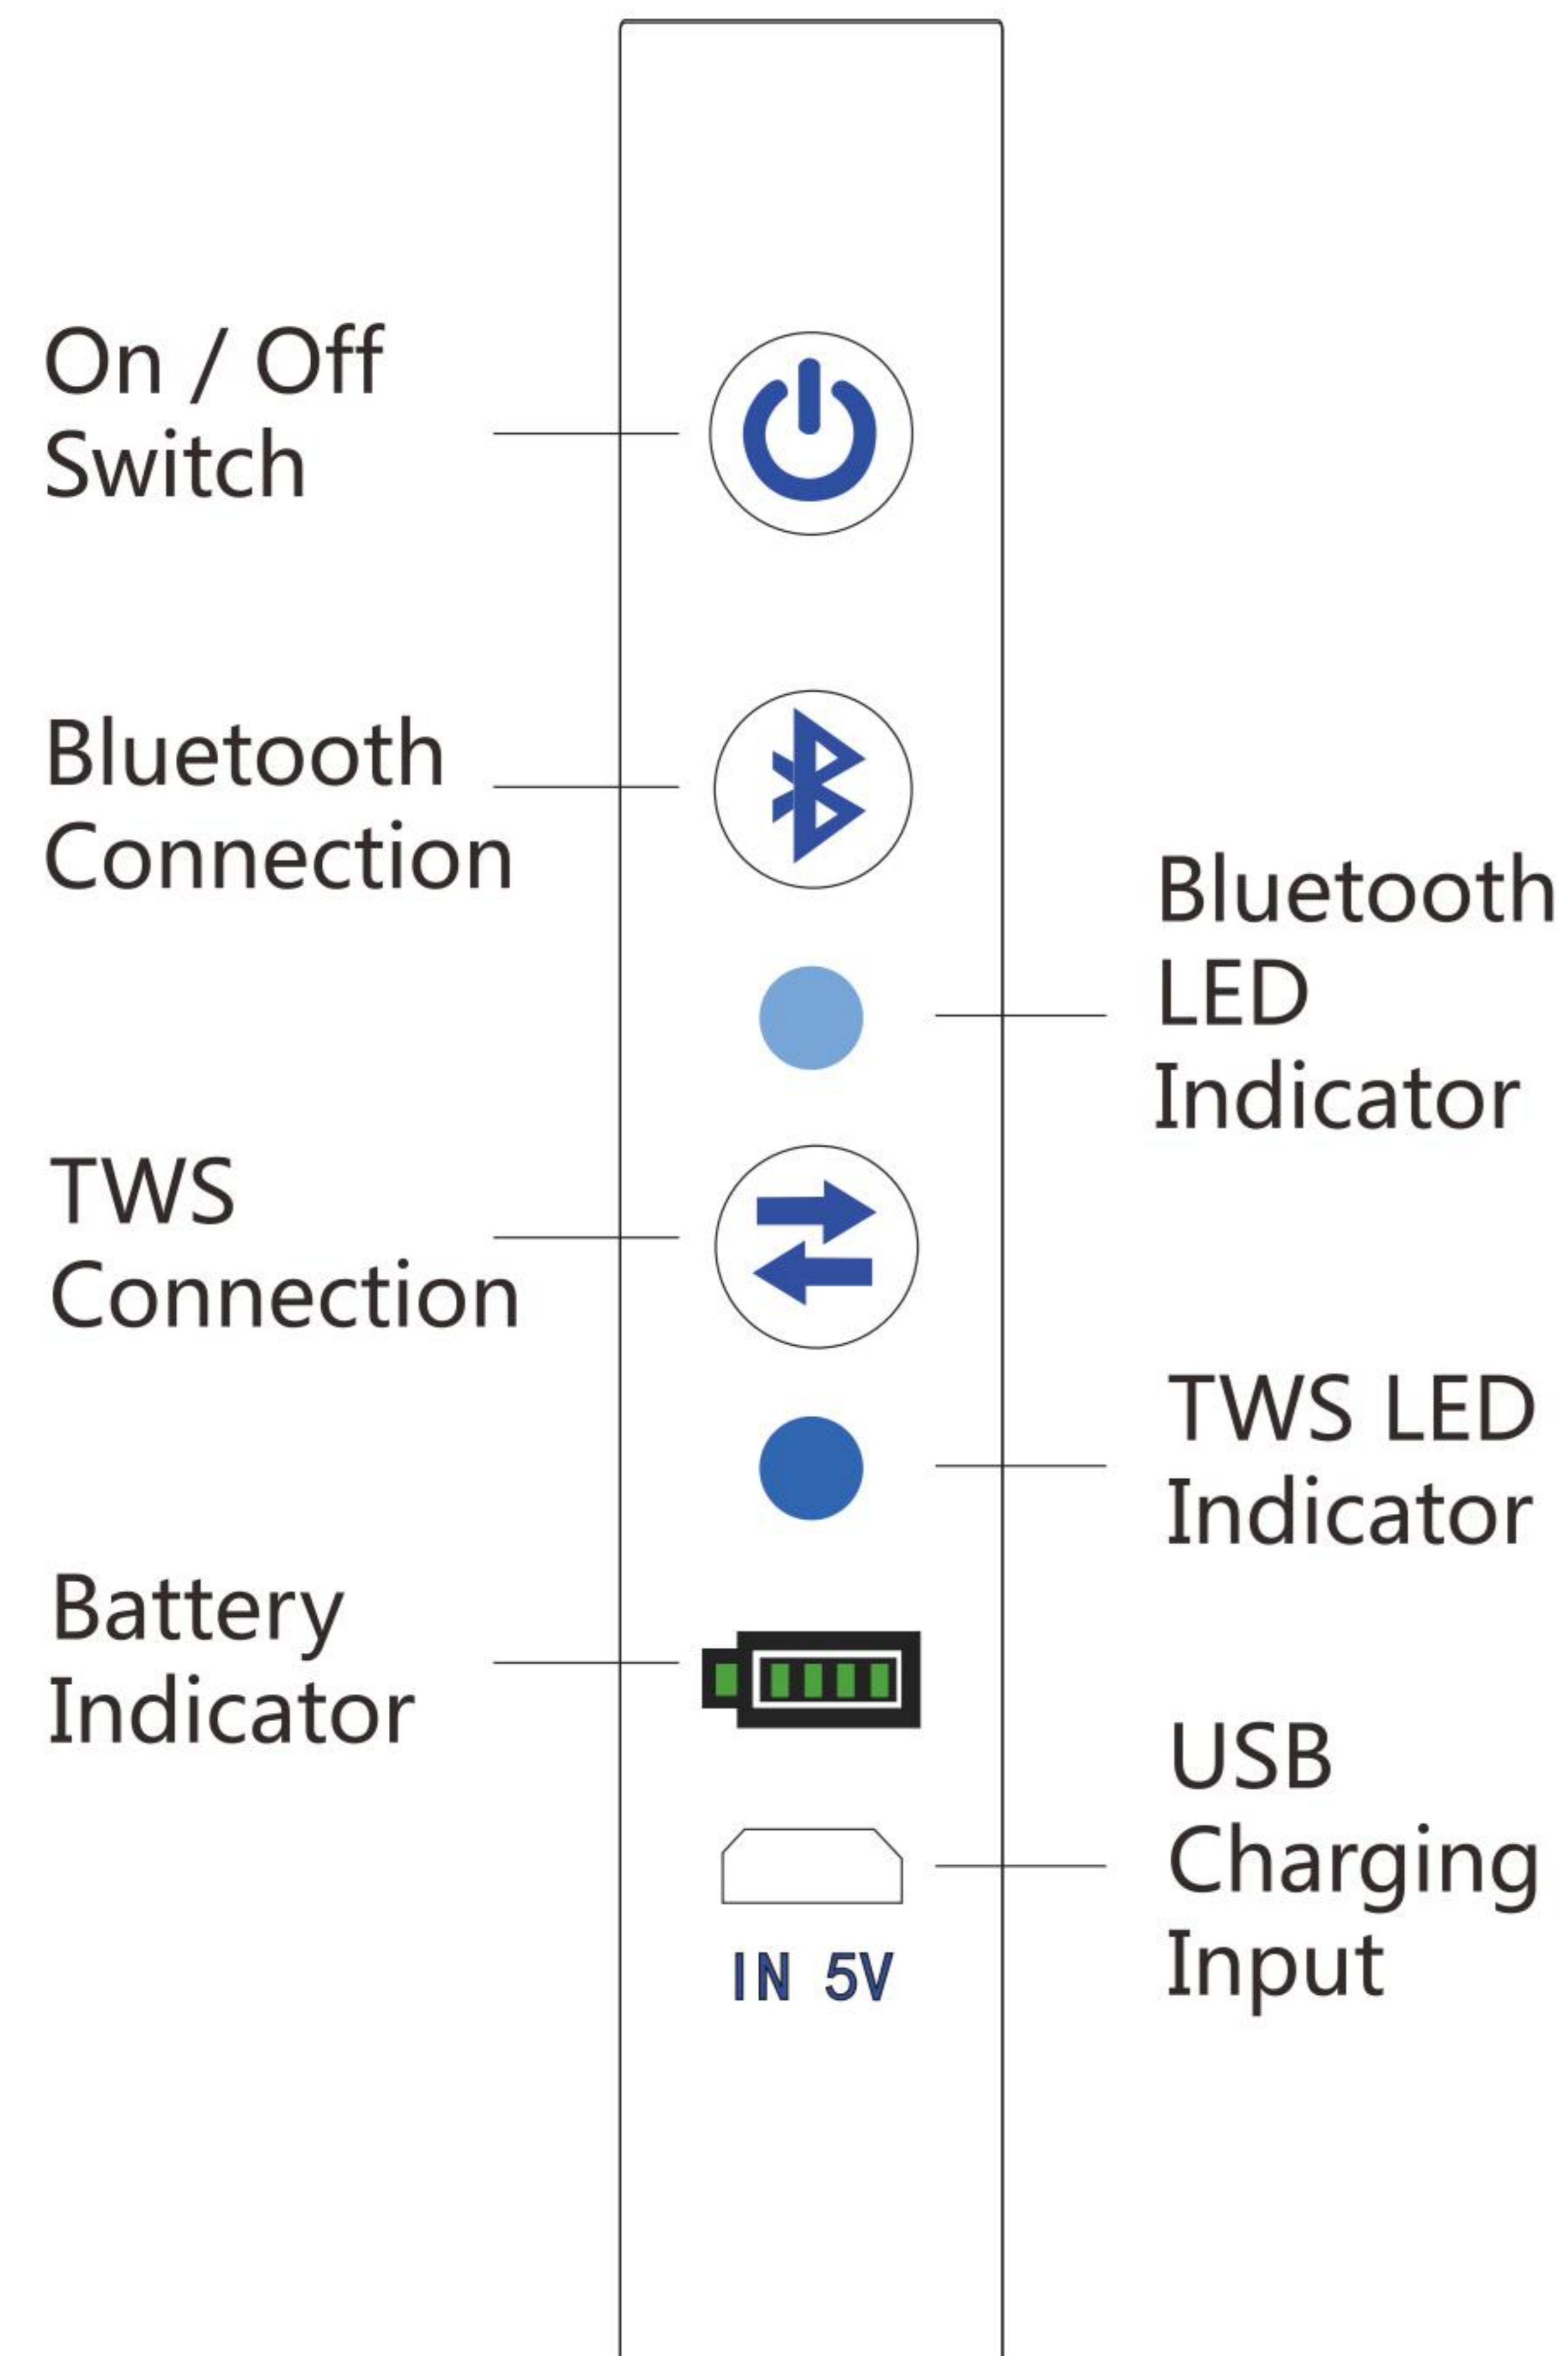 On / Off
Switch
Bluetooth
Connection
Bluetooth
LED
Indicator
TWS
Connection
TWS LED
Indicator
Battery
Indicator
USB
Charging
Input
IN 5V